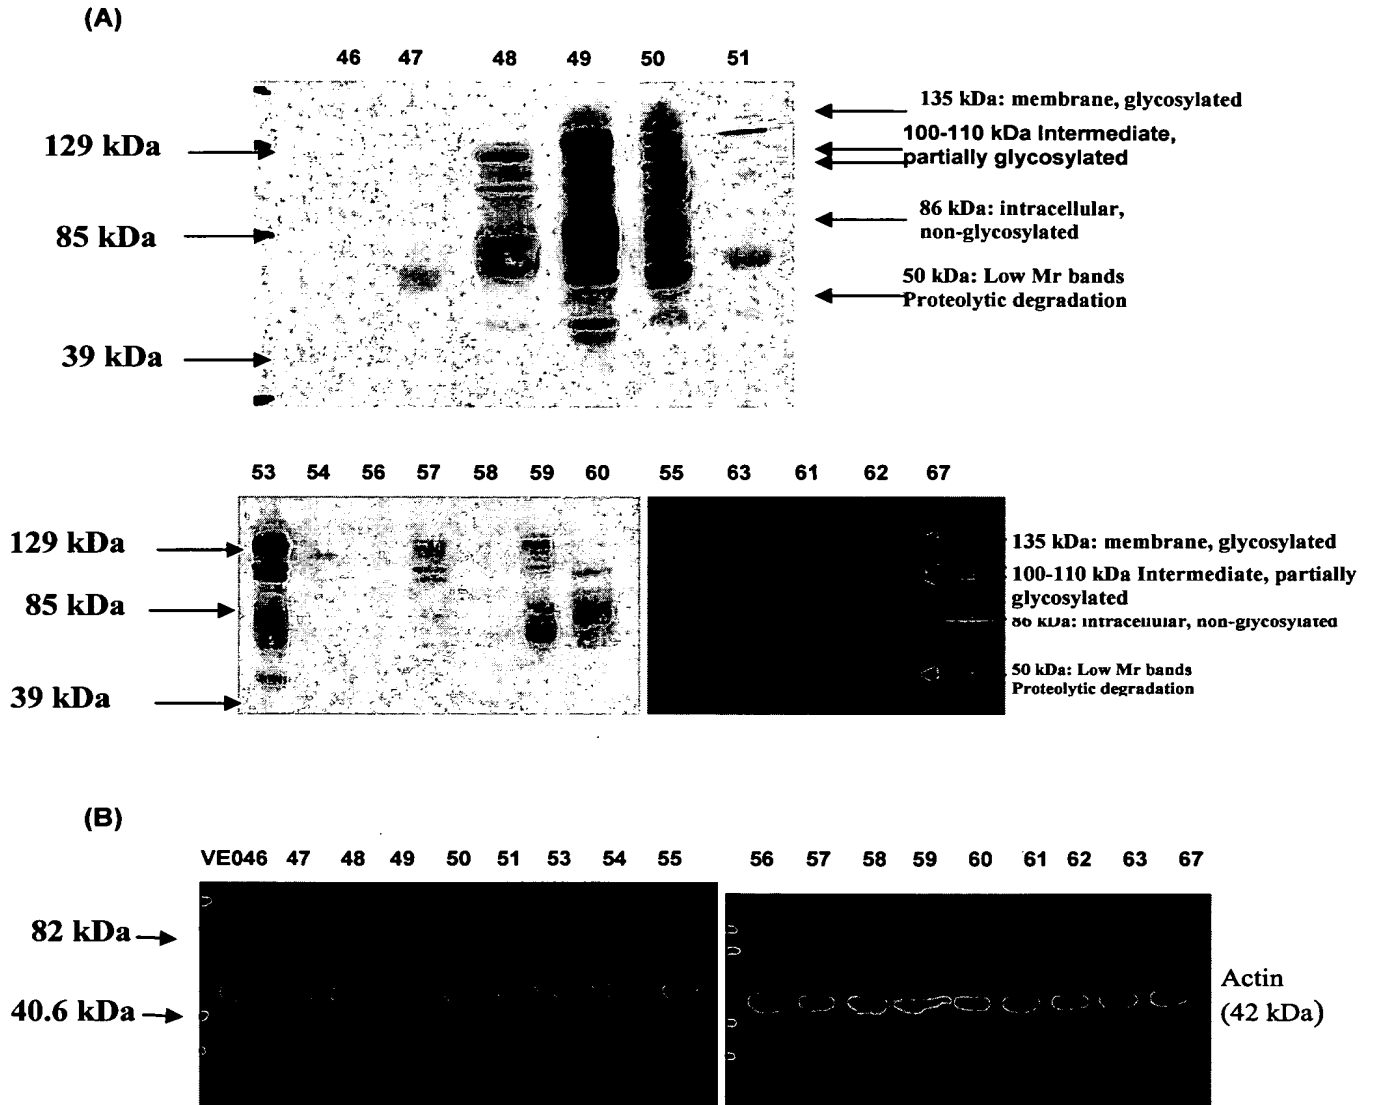 (A)
46 47 48 49 50 51
129 kDa
85 kDa
39 kDa
135 kDa: membrane, glycosylated
100-110 kDa Intermediate,
partially glycosylated
86 kDa: intracellular,
non-glycosylated
50 kDa: Low Mr bands
Proteolytic degradation
53 54 56 57 58 59 60 55 63 61 62 67
129 kDa
85 kDa
39 kDa
135 kDa: membrane, glycosylated
100-110 kDa Intermediate, partially
glycosylated
86 kDa: intracellular, non-glycosylated
50 kDa: Low Mr bands
Proteolytic degradation
(B)
VE046 47 48 49 50 51 53 54 55 56 57 58 59 60 61 62 63 67
82 kDa
40.6 kDa
Actin
(42 kDa)